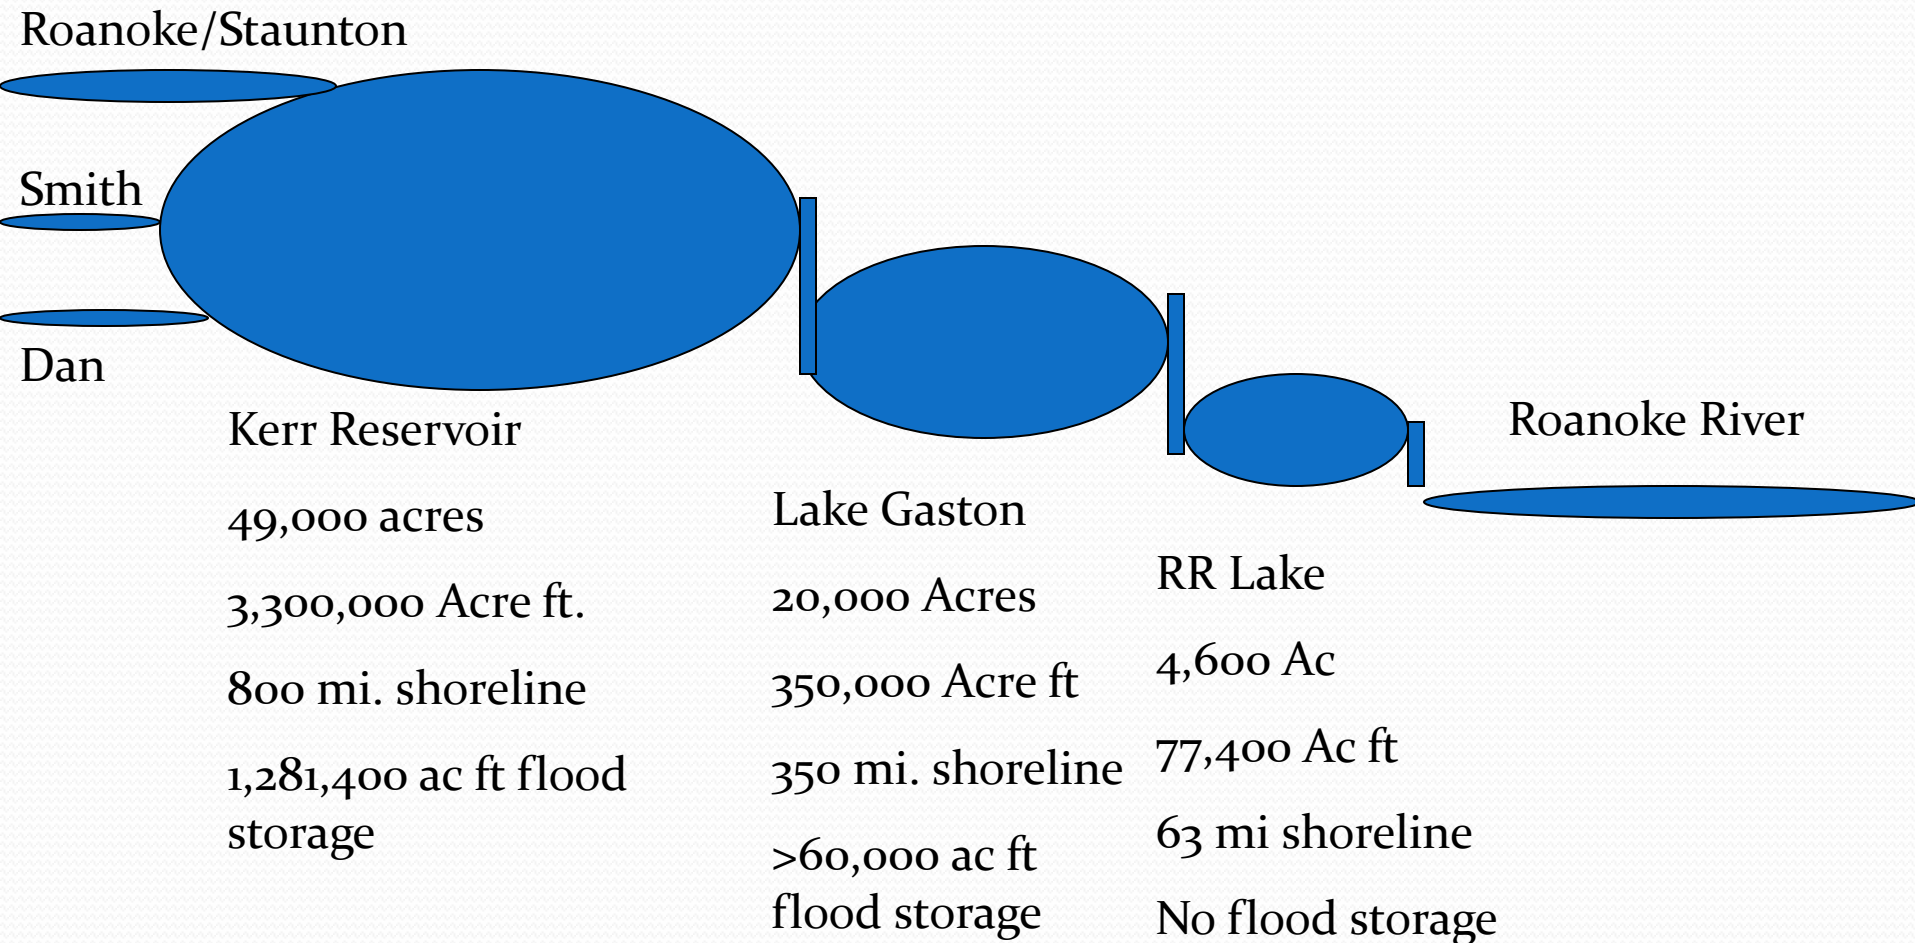 Roanoke/Staunton
Smith
Dan
Kerr Reservoir
49,000 acres
3,300,000 Acre ft.
800 mi. shoreline
1,281,400 ac ft flood
storage
Lake Gaston
20,000 Acres
350,000 Acre ft
350 mi. shoreline
>60,000 ac ft
flood storage
RR Lake
4,600 Ac
77,400 Ac ft
63 mi shoreline
No flood storage
Roanoke River